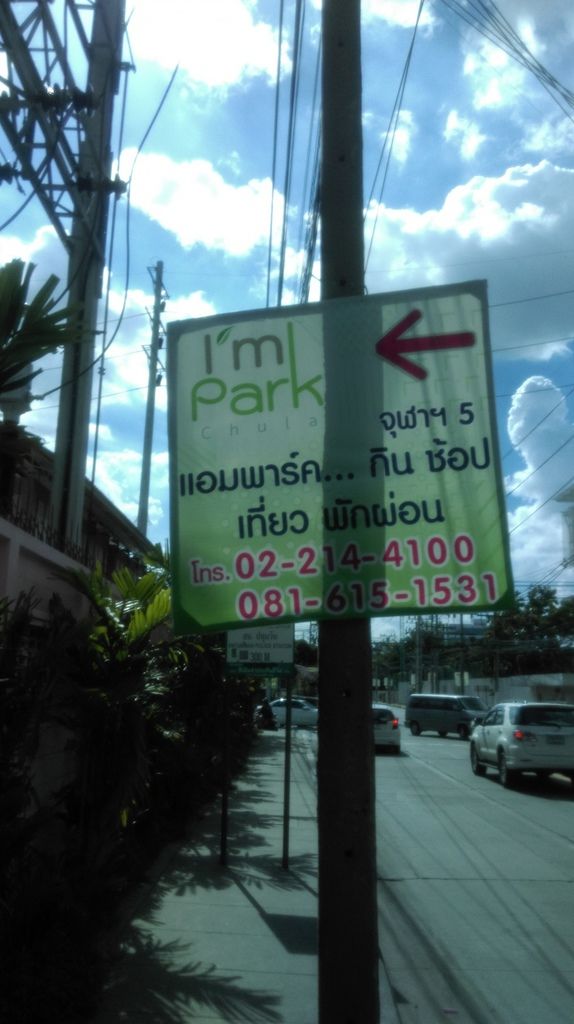 I'm
Park
Chula
จุฬาฯ 5
แอมพาร์ค... กิน ช้อป
เที่ยว พักผ่อน
โทร. 02-214-4100
081-615-1531
300 M